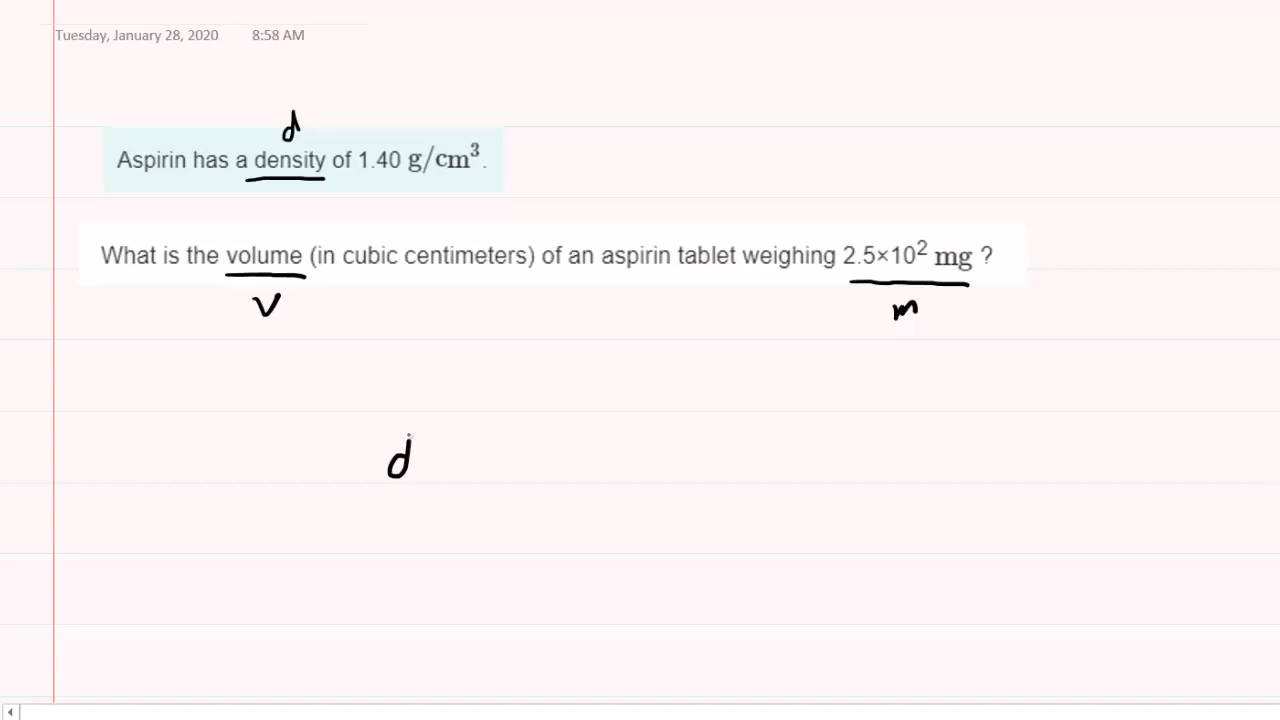 Tuesday, January 28, 2020 8:58 AM
d
Aspirin has a density of 1.40 g/cm³.
What is the volume (in cubic centimeters) of an aspirin tablet weighing 2.5×10² mg ?
V m
d